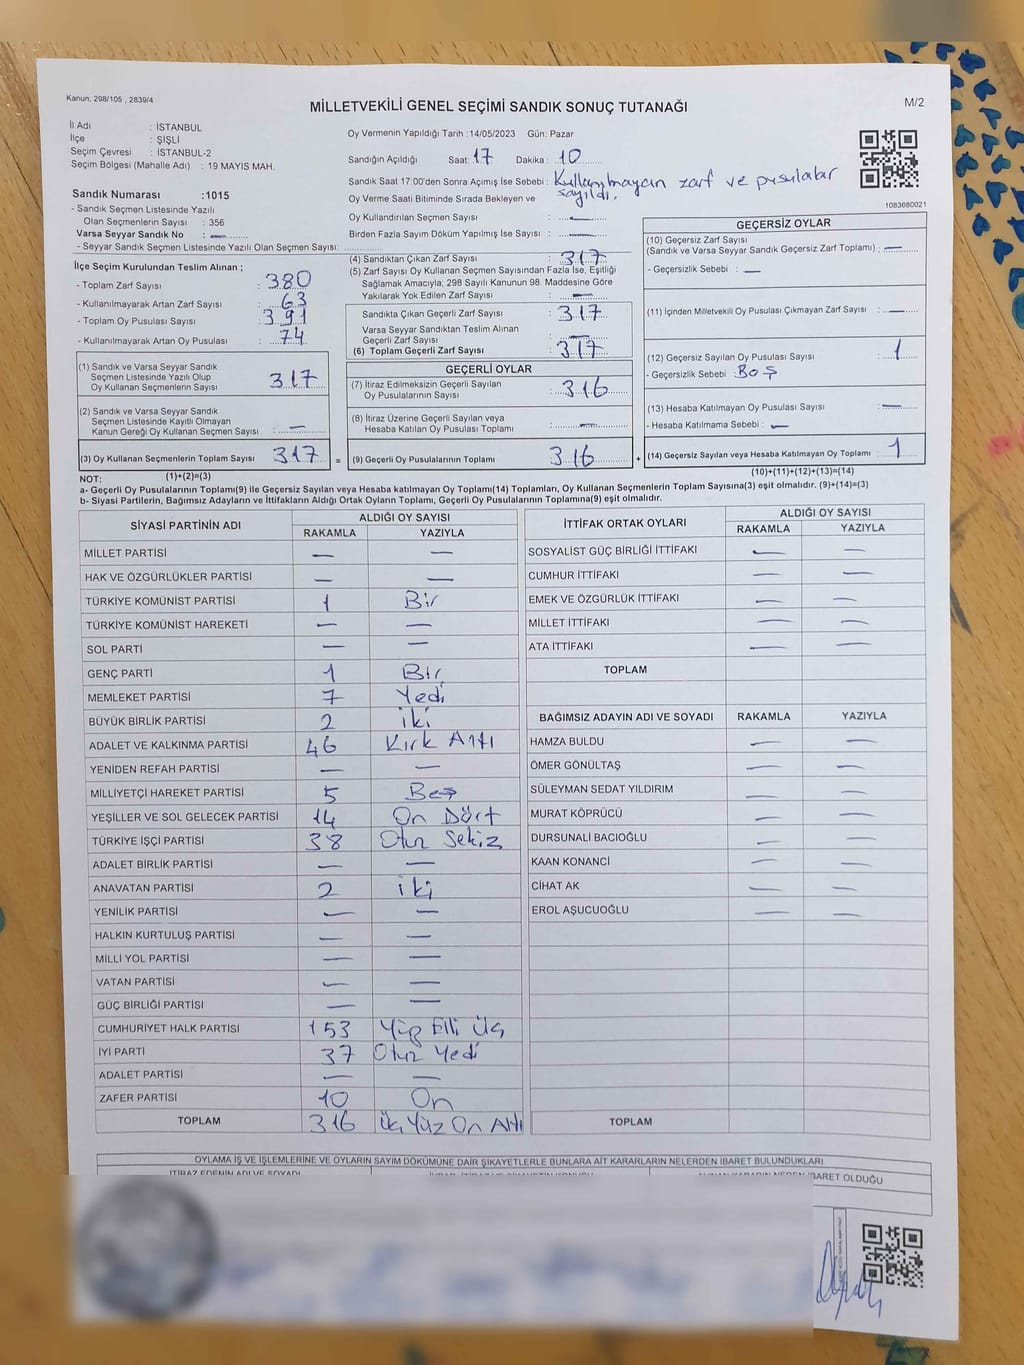 Kanun; 298/105 , 2839/4
MİLLETVEKİLİ GENEL SEÇİMİ SANDIK SONUÇ TUTANAĞI
M/2
İl Adı : İSTANBUL
İlçe : ŞİŞLİ
Seçim Çevresi : İSTANBUL-2
Seçim Bölgesi (Mahalle Adı) : 19 MAYIS MAH.
Sandık Numarası :1015
- Sandık Seçmen Listesinde Yazılı
Olan Seçmenlerin Sayısı : 356
Varsa Seyyar Sandık No : —
- Seyyar Sandık Seçmen Listesinde Yazılı Olan Seçmen Sayısı:
Oy Vermenin Yapıldığı Tarih :14/05/2023 Gün: Pazar
Sandığın Açıldığı Saat: 17 Dakika : 10
Sandık Saat 17:00'den Sonra Açımış İse Sebebi : Kullanılmayan zarf ve pusulalar
sayıldı.
Oy Verme Saati Bitiminde Sırada Bekleyen ve
Oy Kullandırılan Seçmen Sayısı : —
Birden Fazla Sayım Döküm Yapılmış İse Sayısı : —
1083680021
İlçe Seçim Kurulundan Teslim Alınan ;
- Toplam Zarf Sayısı : 380
- Kullanılmayarak Artan Zarf Sayısı : 63
- Toplam Oy Pusulası Sayısı : 391
- Kullanılmayarak Artan Oy Pusulası : 74
(1) Sandık ve Varsa Seyyar Sandık
Seçmen Listesinde Yazılı Olup
Oy Kullanan Seçmenlerin Sayısı : 317
(2) Sandık ve Varsa Seyyar Sandık
Seçmen Listesinde Kayıtlı Olmayan
Kanun Gereği Oy Kullanan Seçmen Sayısı : —
(3) Oy Kullanan Seçmenlerin Toplam Sayısı : 317 =
(4) Sandıktan Çıkan Zarf Sayısı : 317
(5) Zarf Sayısı Oy Kullanan Seçmen Sayısından Fazla İse, Eşitliği
Sağlamak Amacıyla; 298 Sayılı Kanunun 98. Maddesine Göre
Yakılarak Yok Edilen Zarf Sayısı : —
Sandıkta Çıkan Geçerli Zarf Sayısı : 317
Varsa Seyyar Sandıktan Teslim Alınan
Geçerli Zarf Sayısı : —
(6) Toplam Geçerli Zarf Sayısı : 317
GEÇERLİ OYLAR
(7) İtiraz Edilmeksizin Geçerli Sayılan
Oy Pusulalarının Sayısı : 316
(8) İtiraz Üzerine Geçerli Sayılan veya
Hesaba Katılan Oy Pusulası Toplamı : —
(9) Geçerli Oy Pusulalarının Toplamı 316 +
GEÇERSİZ OYLAR
(10) Geçersiz Zarf Sayısı
(Sandık ve Varsa Seyyar Sandık Geçersiz Zarf Toplamı) : —
- Geçersizlik Sebebi : —
(11) İçinden Milletvekili Oy Pusulası Çıkmayan Zarf Sayısı : —
(12) Geçersiz Sayılan Oy Pusulası Sayısı : 1
- Geçersizlik Sebebi : Boş
(13) Hesaba Katılmayan Oy Pusulası Sayısı : —
- Hesaba Katılmama Sebebi : —
(14) Geçersiz Sayılan veya Hesaba Katılmayan Oy Toplamı : 1
NOT: (1)+(2)=(3) (10)+(11)+(12)+(13)=(14)
a- Geçerli Oy Pusulalarının Toplamı(9) ile Geçersiz Sayılan veya Hesaba katılmayan Oy Toplamı(14) Toplamları, Oy Kullanan Seçmenlerin Toplam Sayısına(3) eşit olmalıdır. (9)+(14)=(3)
b- Siyasi Partilerin, Bağımsız Adayların ve İttifakların Aldığı Ortak Oyların Toplamı, Geçerli Oy Pusulalarının Toplamına(9) eşit olmalıdır.
SİYASİ PARTİNİN ADI ALDIĞI OY SAYISI
RAKAMLA YAZIYLA
MİLLET PARTİSİ — —
HAK VE ÖZGÜRLÜKLER PARTİSİ — —
TÜRKİYE KOMÜNİST PARTİSİ 1 Bir
TÜRKİYE KOMÜNİST HAREKETİ — —
SOL PARTİ — —
GENÇ PARTİ 1 Bir
MEMLEKET PARTİSİ 7 Yedi
BÜYÜK BİRLİK PARTİSİ 2 iki
ADALET VE KALKINMA PARTİSİ 46 Kırk Altı
YENİDEN REFAH PARTİSİ — —
MİLLİYETÇİ HAREKET PARTİSİ 5 Beş
YEŞİLLER VE SOL GELECEK PARTİSİ 14 On Dört
TÜRKİYE İŞÇİ PARTİSİ 38 Otuz Sekiz
ADALET BİRLİK PARTİSİ — —
ANAVATAN PARTİSİ 2 iki
YENİLİK PARTİSİ — —
HALKIN KURTULUŞ PARTİSİ — —
MİLLİ YOL PARTİSİ — —
VATAN PARTİSİ — —
GÜÇ BİRLİĞİ PARTİSİ — —
CUMHURİYET HALK PARTİSİ 153 Yüz Elli Üç
İYİ PARTİ 37 Otuz Yedi
ADALET PARTİSİ — —
ZAFER PARTİSİ 10 On
TOPLAM 316 Üç Yüz On Altı
İTTİFAK ORTAK OYLARI ALDIĞI OY SAYISI
RAKAMLA YAZIYLA
SOSYALİST GÜÇ BİRLİĞİ İTTİFAKI — —
CUMHUR İTTİFAKI — —
EMEK VE ÖZGÜRLÜK İTTİFAKI — —
MİLLET İTTİFAKI — —
ATA İTTİFAKI — —
TOPLAM
BAĞIMSIZ ADAYIN ADI VE SOYADI RAKAMLA YAZIYLA
HAMZA BULDU — —
ÖMER GÖNÜLTAŞ — —
SÜLEYMAN SEDAT YILDIRIM — —
MURAT KÖPRÜCÜ — —
DURSUNALİ BACIOĞLU — —
KAAN KONANCİ — —
CİHAT AK — —
EROL AŞUCUOĞLU — —
TOPLAM
OYLAMA İŞ VE İŞLEMLERİNE VE OYLARIN SAYIM DÖKÜMÜNE DAİR ŞİKAYETLERLE BUNLARA AİT KARARLARIN NELERDEN İBARET BULUNDUKLARI
İTİRAZ EDENİN ADI VE SOYADI
İBARET OLDUĞU